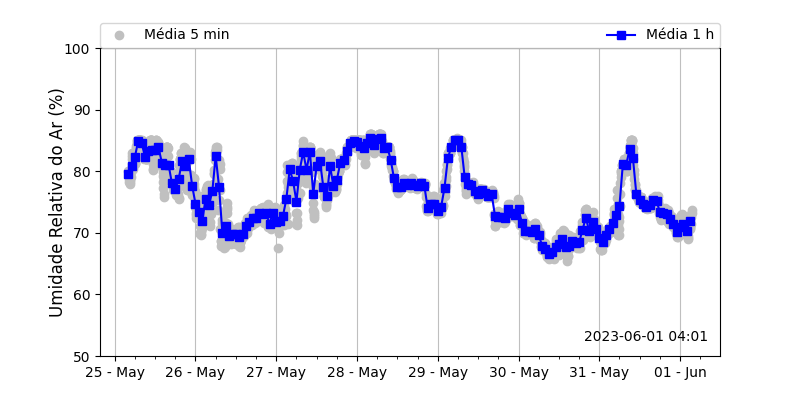 Média 5 min
Média 1 h
Umidade Relativa do Ar (%)
100
90
80
70
60
50
2023-06-01 04:01
25 - May
26 - May
27 - May
28 - May
29 - May
30 - May
31 - May
01 - Jun